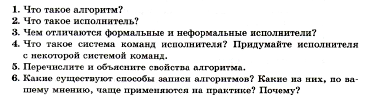 1. Что такое алгоритм?
2. Что такое исполнитель?
3. Чем отличаются формальные и неформальные исполнители?
4. Что такое система команд исполнителя? Придумайте исполнителя
с некоторой системой команд.
5. Перечислите и объясните свойства алгоритма.
6. Какие существуют способы записи алгоритмов? Какие из них, по ва-
шему мнению, чаще применяются на практике? Почему?